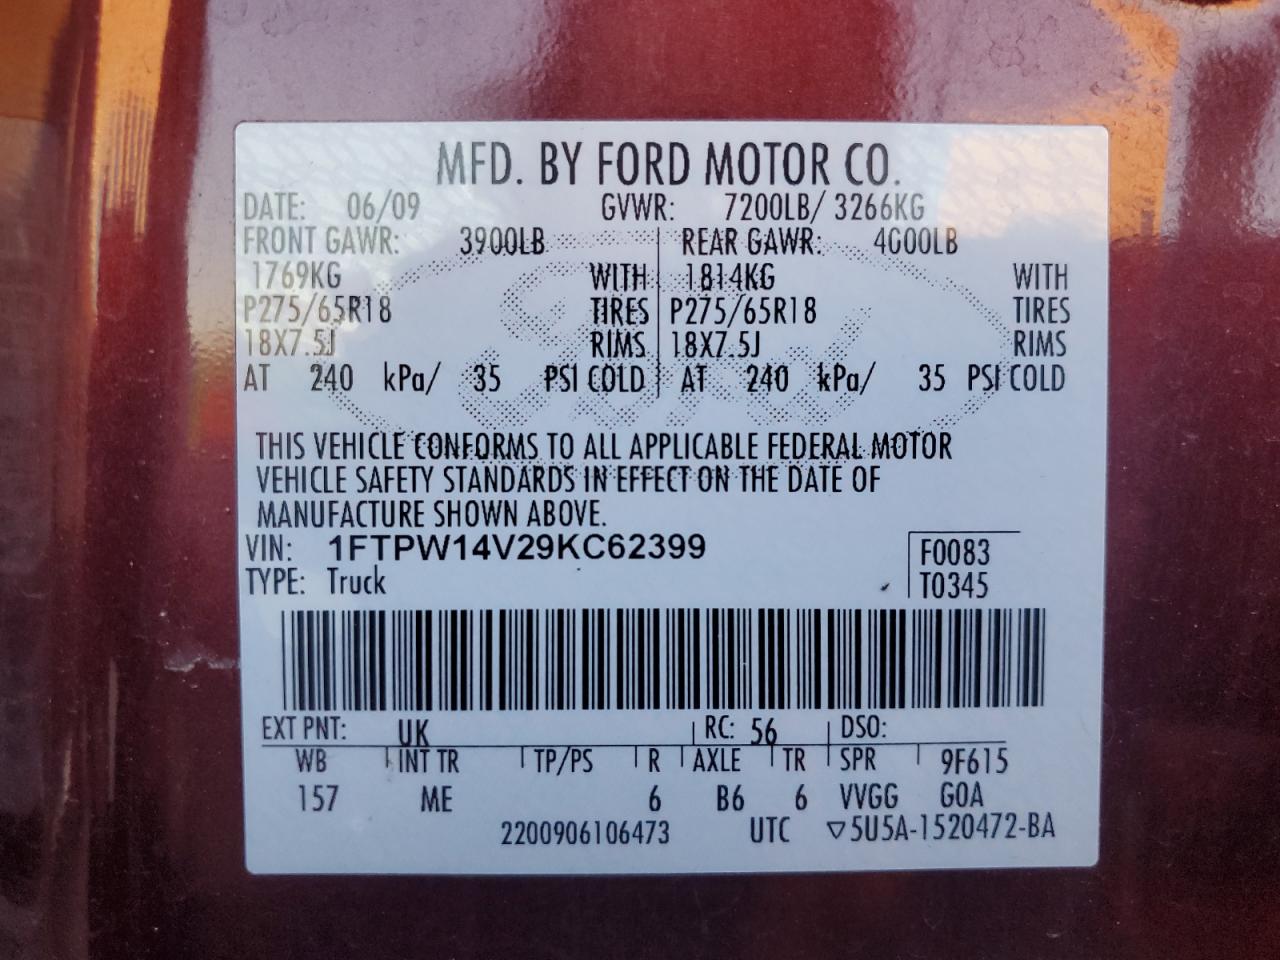 MFD. BY FORD MOTOR CO.
DATE: 06/09 GVWR: 7200LB/ 3266KG
FRONT GAWR: 3900LB REAR GAWR: 4000LB
1769KG WITH 1814KG WITH
P275/65R18 TIRES P275/65R18 TIRES
18X7.5J RIMS 18X7.5J RIMS
AT 240 kPa/ 35 PSI COLD AT 240 kPa/ 35 PSI COLD
THIS VEHICLE CONFORMS TO ALL APPLICABLE FEDERAL MOTOR
VEHICLE SAFETY STANDARDS IN EFFECT ON THE DATE OF
MANUFACTURE SHOWN ABOVE.
VIN: 1FTPW14V29KC62399 F0083
TYPE: Truck T0345
EXT PNT: UK RC: 56 DSO:
WB INT TR TP/PS R AXLE TR SPR 9F615
157 ME 6 B6 6 VVGG GOA
2200906106473 UTC ▽5U5A-1520472-BA